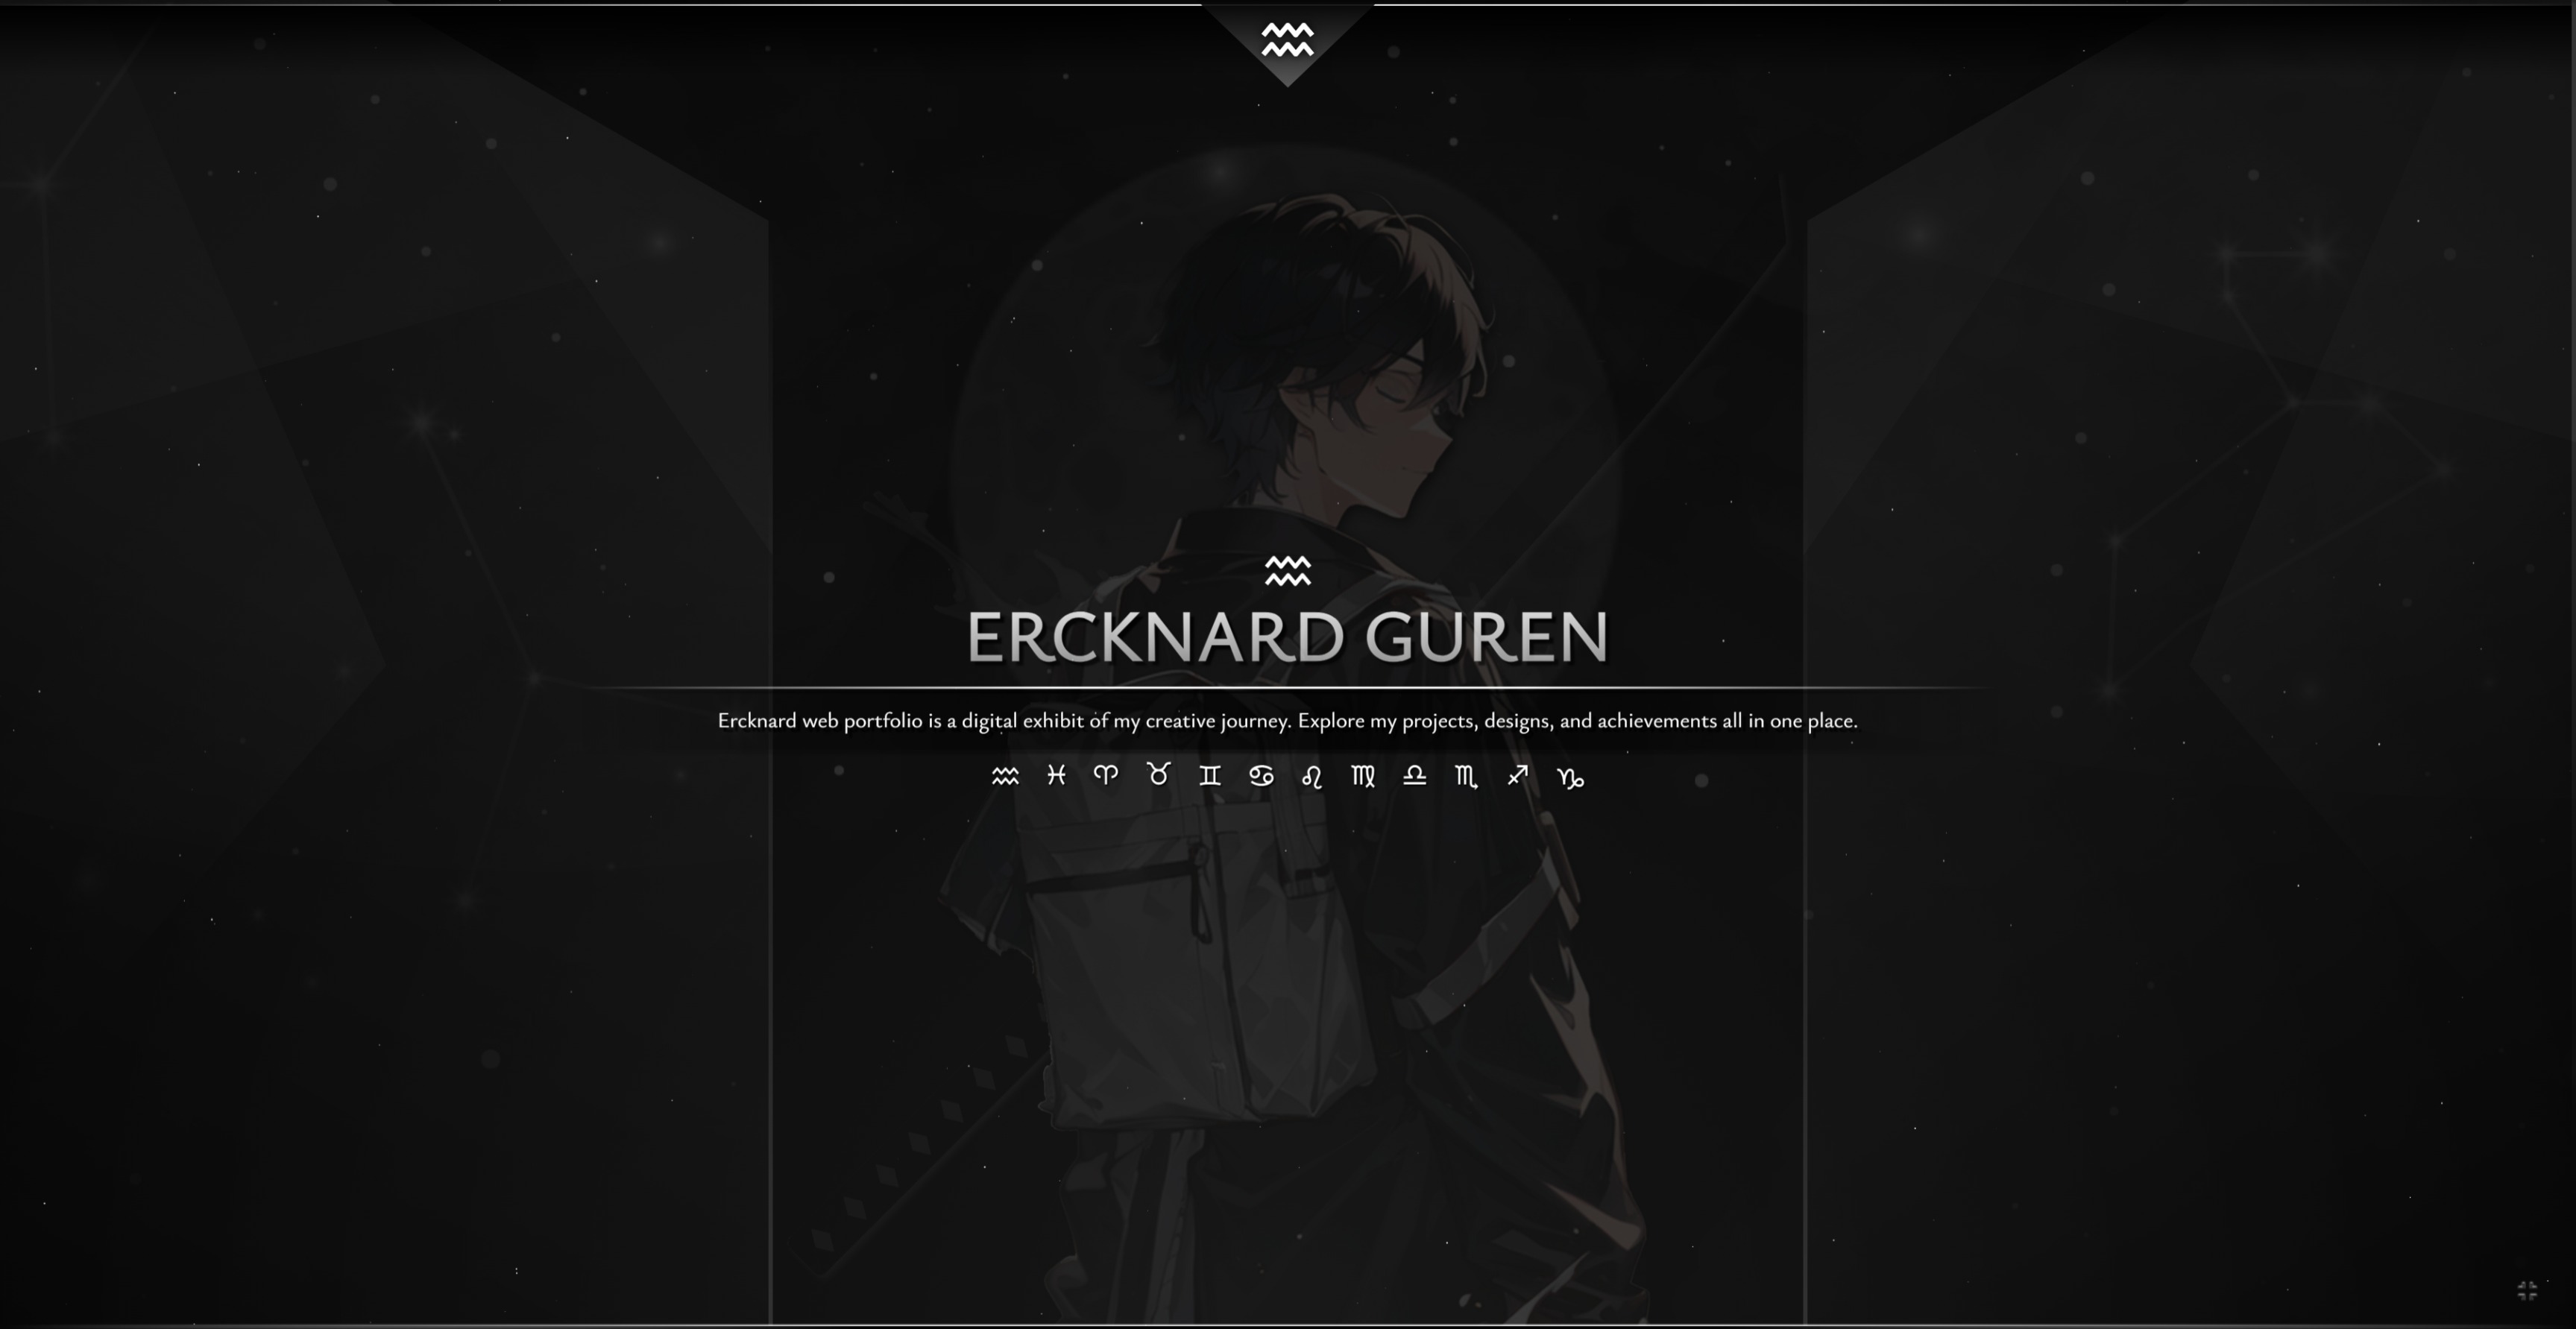 ♒
♒
ERCKNARD GUREN
Ercknard web portfolio is a digital exhibit of my creative journey. Explore my projects, designs, and achievements all in one place.
♒ ♓ ♈ ♉ ♊ ♋ ♌ ♍ ♎ ♏ ♐ ♑